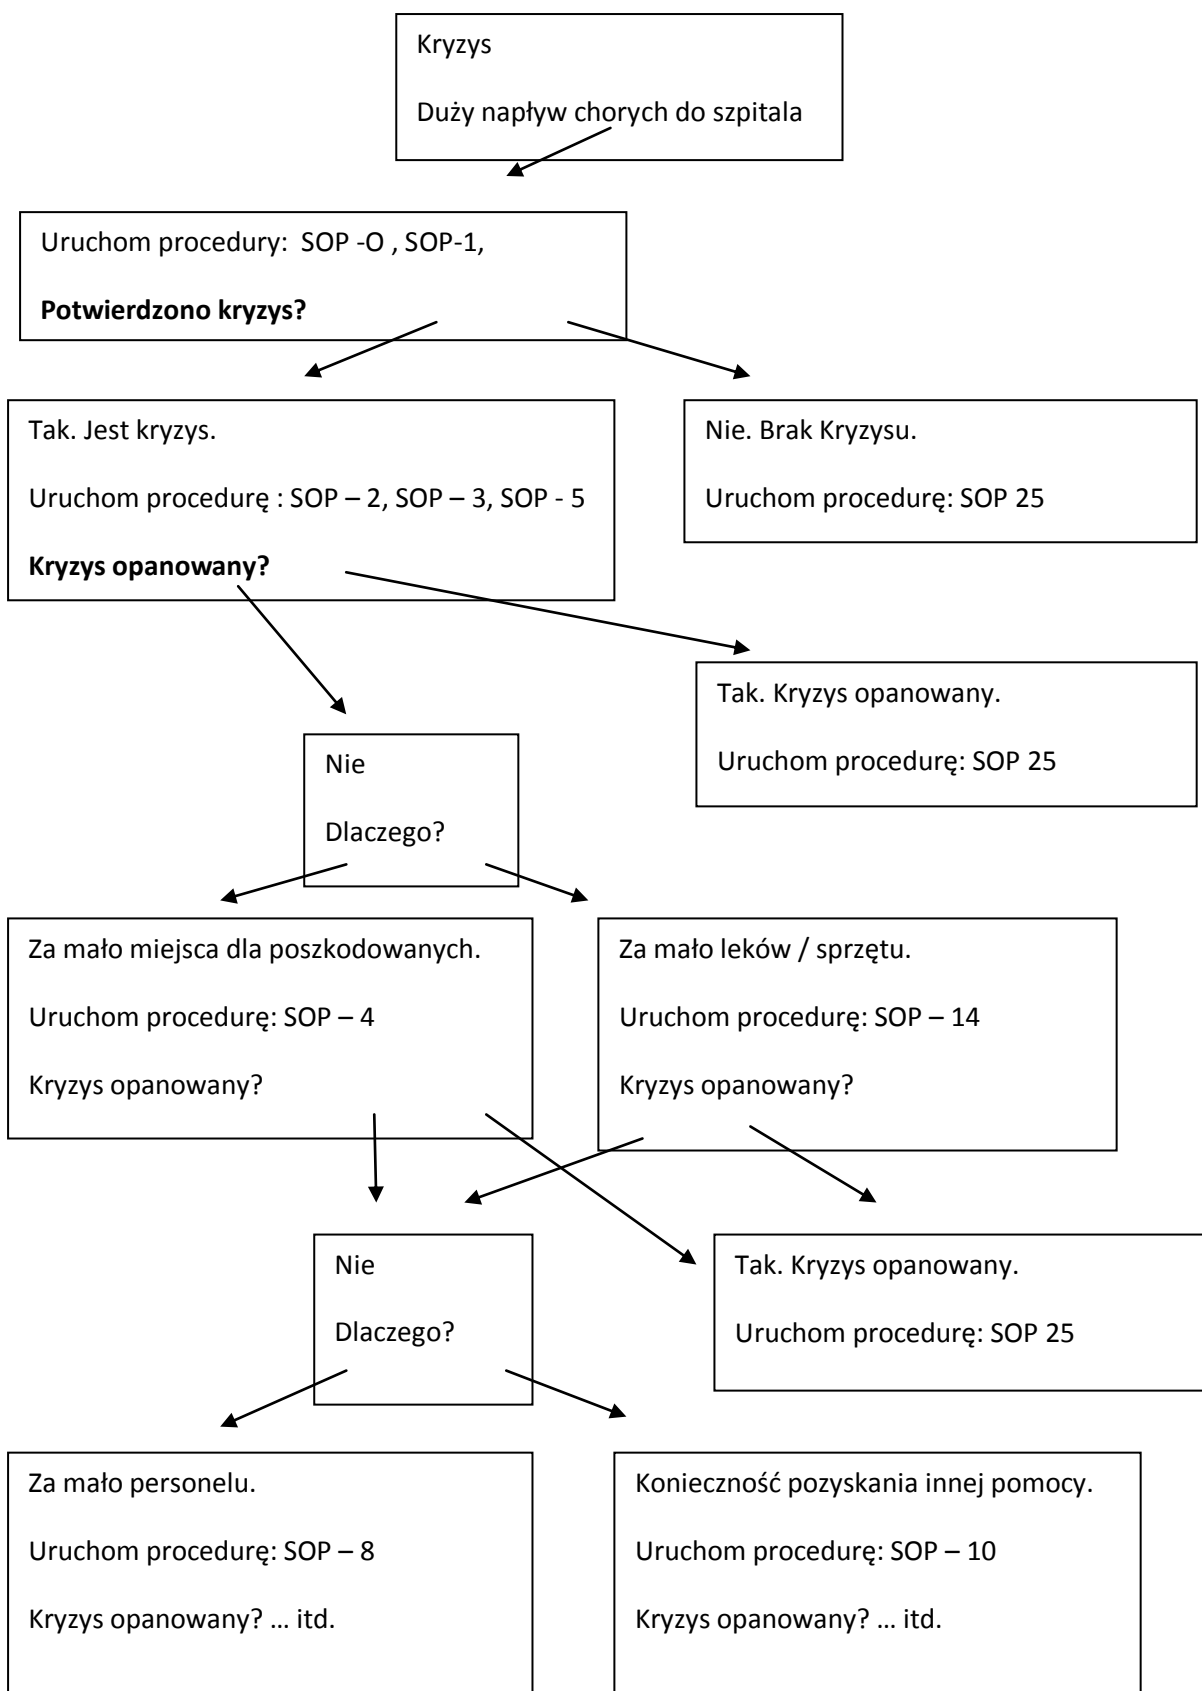 Kryzys
Duży napływ chorych do szpitala
Uruchom procedury: SOP -O , SOP-1,
Potwierdzono kryzys?
Tak. Jest kryzys.
Uruchom procedurę : SOP – 2, SOP – 3, SOP - 5
Kryzys opanowany?
Nie. Brak Kryzysu.
Uruchom procedurę: SOP 25
Tak. Kryzys opanowany.
Uruchom procedurę: SOP 25
Nie
Dlaczego?
Za mało miejsca dla poszkodowanych.
Uruchom procedurę: SOP – 4
Kryzys opanowany?
Za mało leków / sprzętu.
Uruchom procedurę: SOP – 14
Kryzys opanowany?
Nie
Dlaczego?
Tak. Kryzys opanowany.
Uruchom procedurę: SOP 25
Za mało personelu.
Uruchom procedurę: SOP – 8
Kryzys opanowany? ... itd.
Konieczność pozyskania innej pomocy.
Uruchom procedurę: SOP – 10
Kryzys opanowany? ... itd.